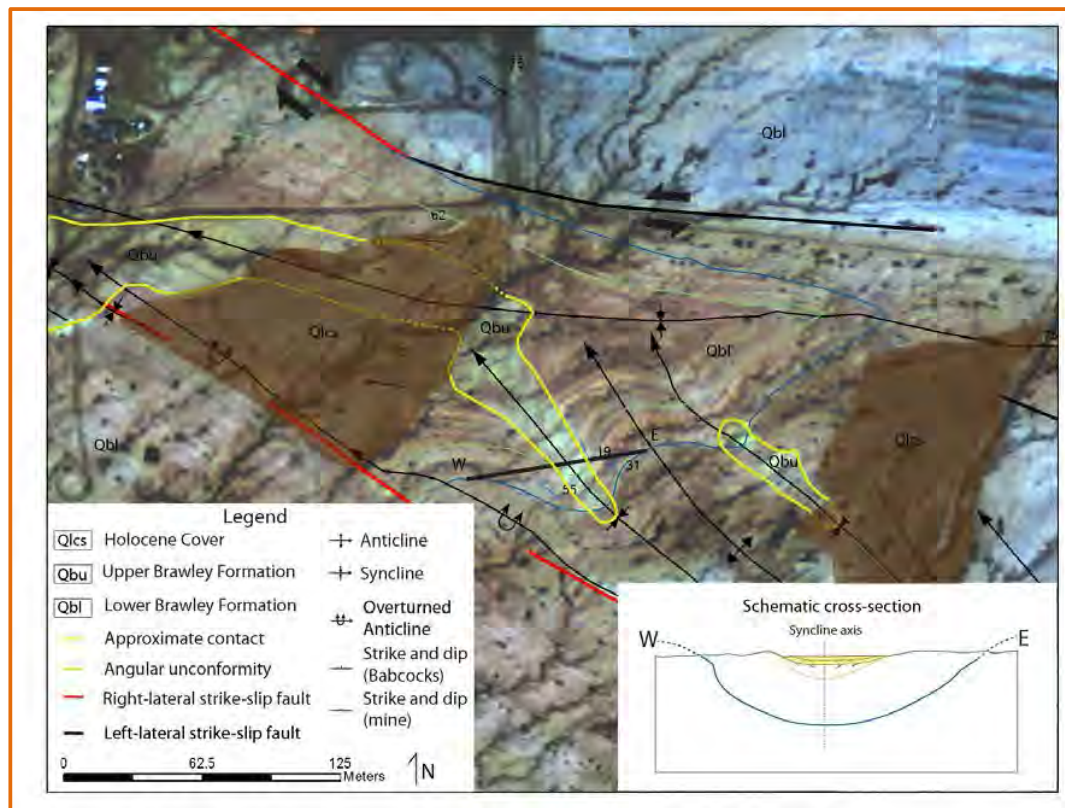 Qbl
62
Qbu
Qlcs
Qbu
Qbl
Qlcs
Qbl
W
19
E
31
55
Qbu
Legend
Qlcs Holocene Cover
Qbu Upper Brawley Formation
Qbl Lower Brawley Formation
Approximate contact
Angular unconformity
Right-lateral strike-slip fault
Left-lateral strike-slip fault
Anticline
Syncline
Overturned
Anticline
Strike and dip
(Babcocks)
Strike and dip
(mine)
0 62.5 125
Meters
N
Schematic cross-section
Syncline axis
W E